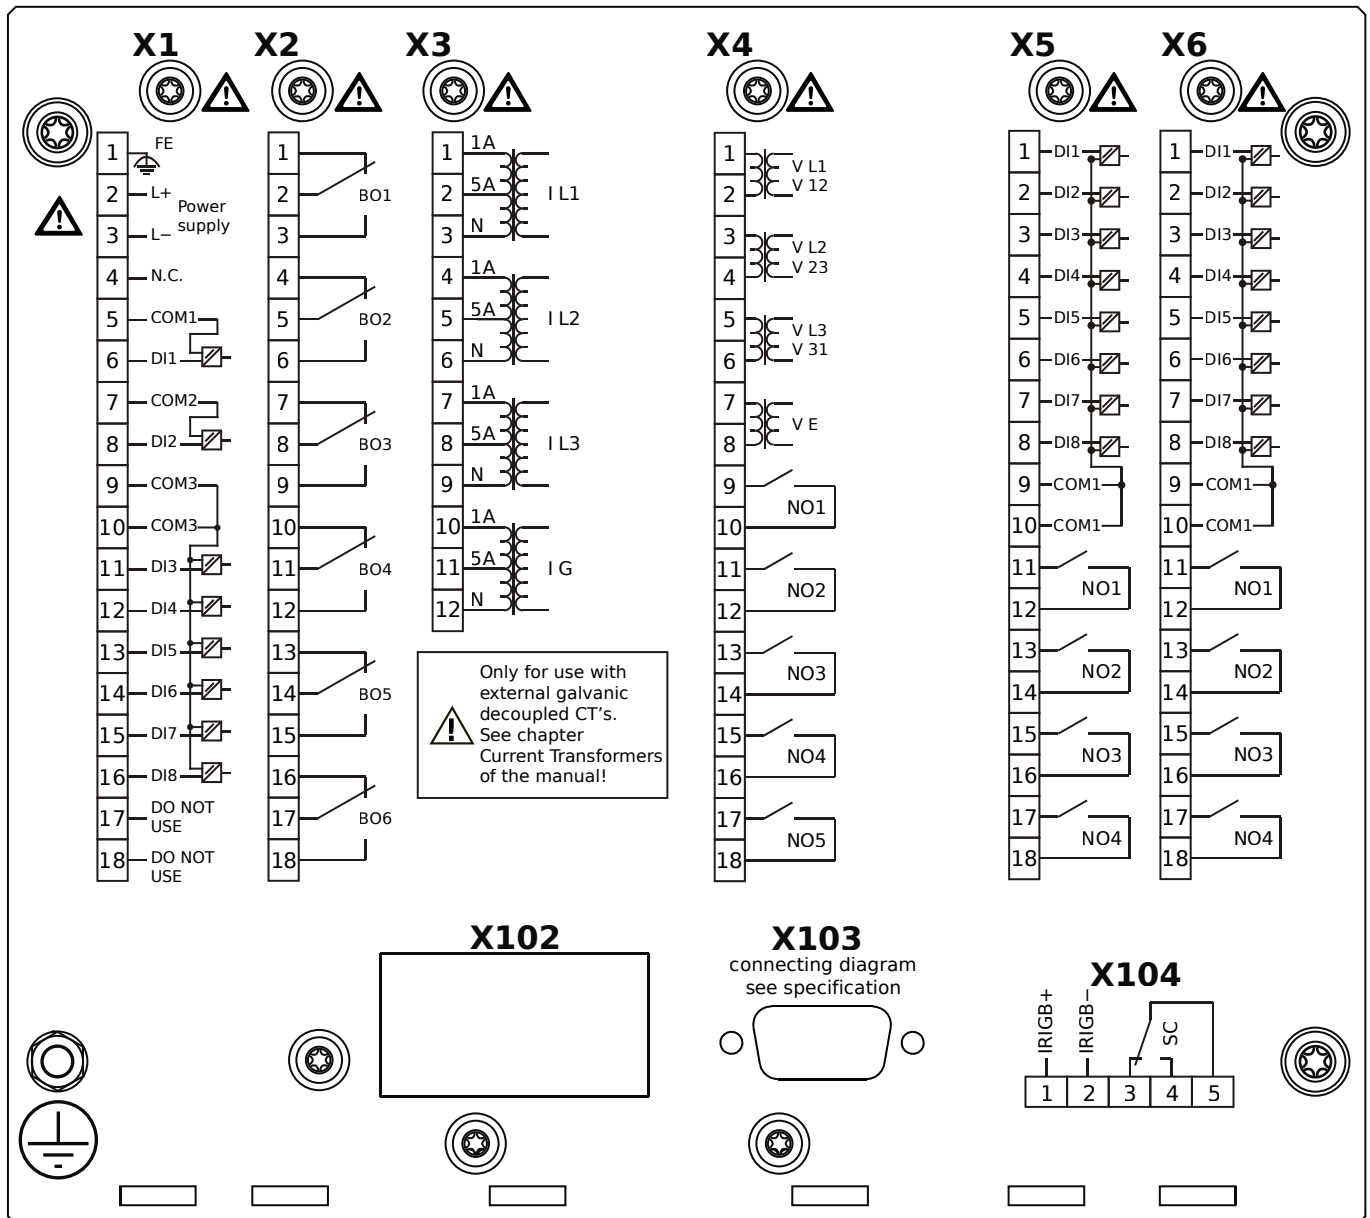 X1
X2
X3
X4
X5
X6
1
FE
2
L+
Power
supply
3
L−
4
N.C.
5
COM1
6
DI1
7
COM2
8
DI2
9
COM3
10
COM3
11
DI3
12
DI4
13
DI5
14
DI6
15
DI7
16
DI8
17
DO NOT
USE
18
DO NOT
USE
1
2
BO1
3
4
5
BO2
6
7
8
BO3
9
10
11
BO4
12
13
14
BO5
15
16
17
BO6
18
1
1A
2
5A
I L1
3
N
4
1A
5
5A
I L2
6
N
7
1A
8
5A
I L3
9
N
10
1A
11
5A
I G
12
N
Only for use with
external galvanic
decoupled CT's.
See chapter
Current Transformers
of the manual!
1
V L1
2
V 12
3
V L2
4
V 23
5
V L3
6
V 31
7
V E
8
9
NO1
10
11
NO2
12
13
NO3
14
15
NO4
16
17
NO5
18
1
DI1
2
DI2
3
DI3
4
DI4
5
DI5
6
DI6
7
DI7
8
DI8
9
COM1
10
COM1
11
NO1
12
13
NO2
14
15
NO3
16
17
NO4
18
1
DI1
2
DI2
3
DI3
4
DI4
5
DI5
6
DI6
7
DI7
8
DI8
9
COM1
10
COM1
11
NO1
12
13
NO2
14
15
NO3
16
17
NO4
18
X102
X103
connecting diagram
see specification
X104
IRIGB+
IRIGB−
SC
1
2
3
4
5